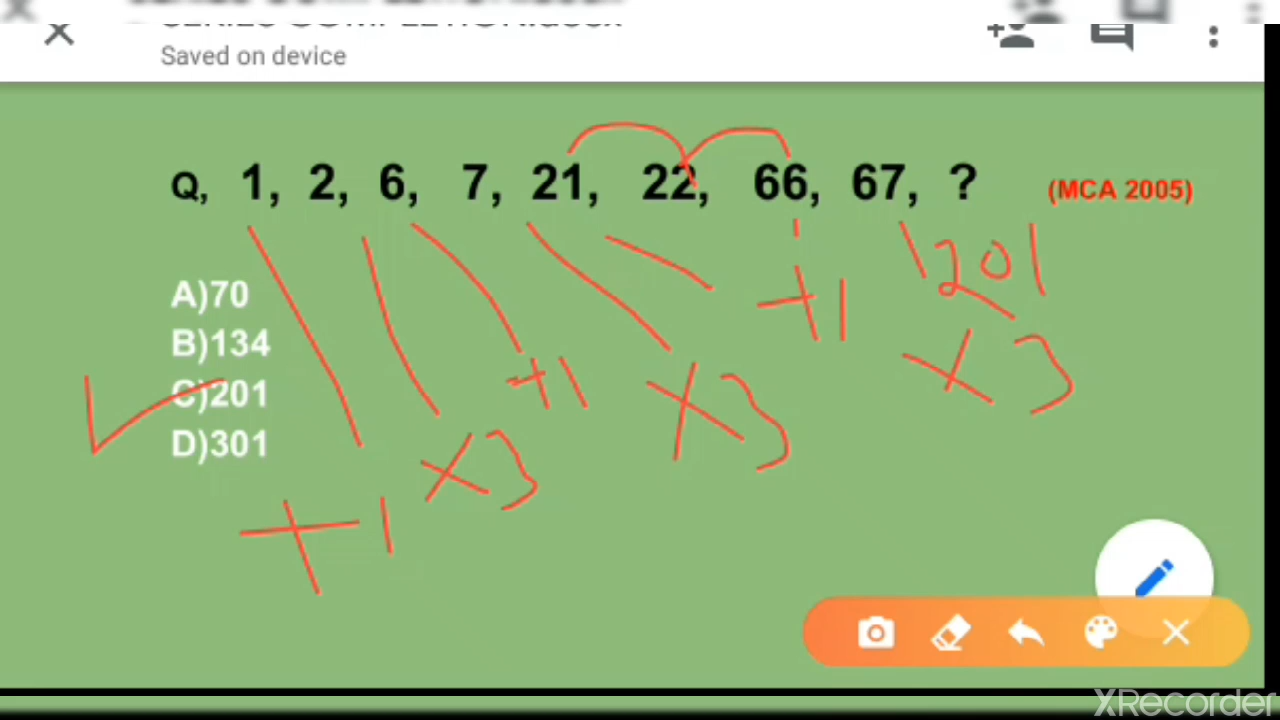 Saved on device
Q, 1, 2, 6, 7, 21, 22, 66, 67, ? (MCA 2005)
201
A)70
+1
B)134
×3
C)201
+1
×3
D)301
×3
+1
XRecorder